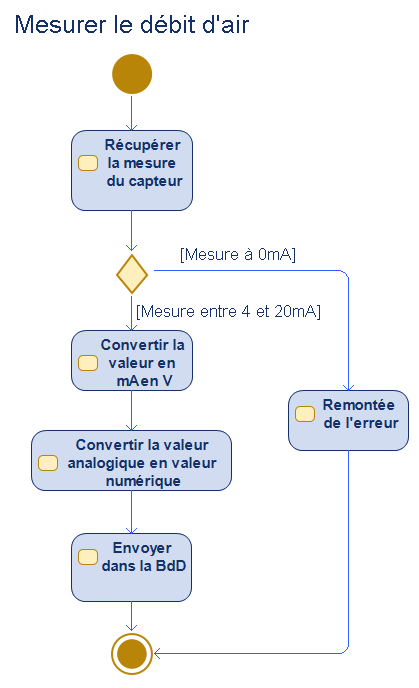 Mesurer le débit d'air
Récupérer
la mesure
du capteur
[Mesure à 0mA]
[Mesure entre 4 et 20mA]
Convertir la
valeur en
mAen V
Remontée
de l'erreur
Convertir la valeur
analogique en valeur
numérique
Envoyer
dans la BdD